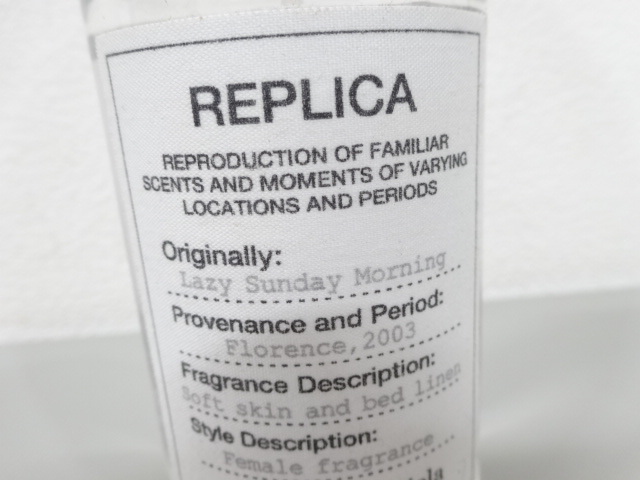 REPLICA
REPRODUCTION OF FAMILIAR
SCENTS AND MOMENTS OF VARYING
LOCATIONS AND PERIODS
Originally:
Lazy Sunday Morning
Provenance and Period:
Florence, 2003
Fragrance Description:
Soft skin and bed linen
Style Description:
Female fragrance